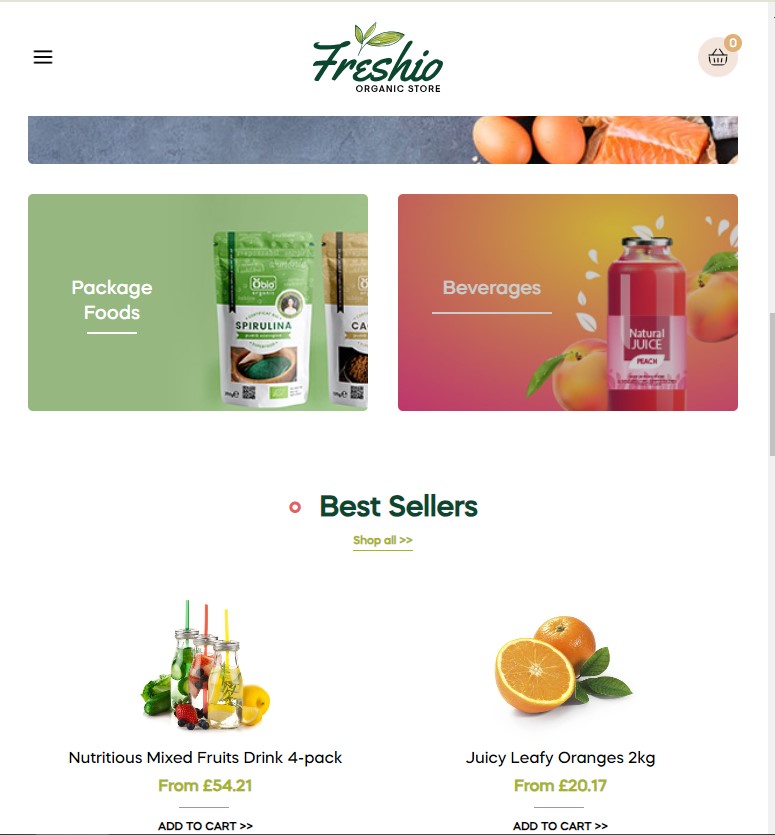 Freshio
ORGANIC STORE
0
Package
Foods
Obio
organic
SPIRULINA
CAC
Beverages
Natural
JUICE
PEACH
Best Sellers
Shop all >>
Nutritious Mixed Fruits Drink 4-pack
From £54.21
ADD TO CART >>
Juicy Leafy Oranges 2kg
From £20.17
ADD TO CART >>